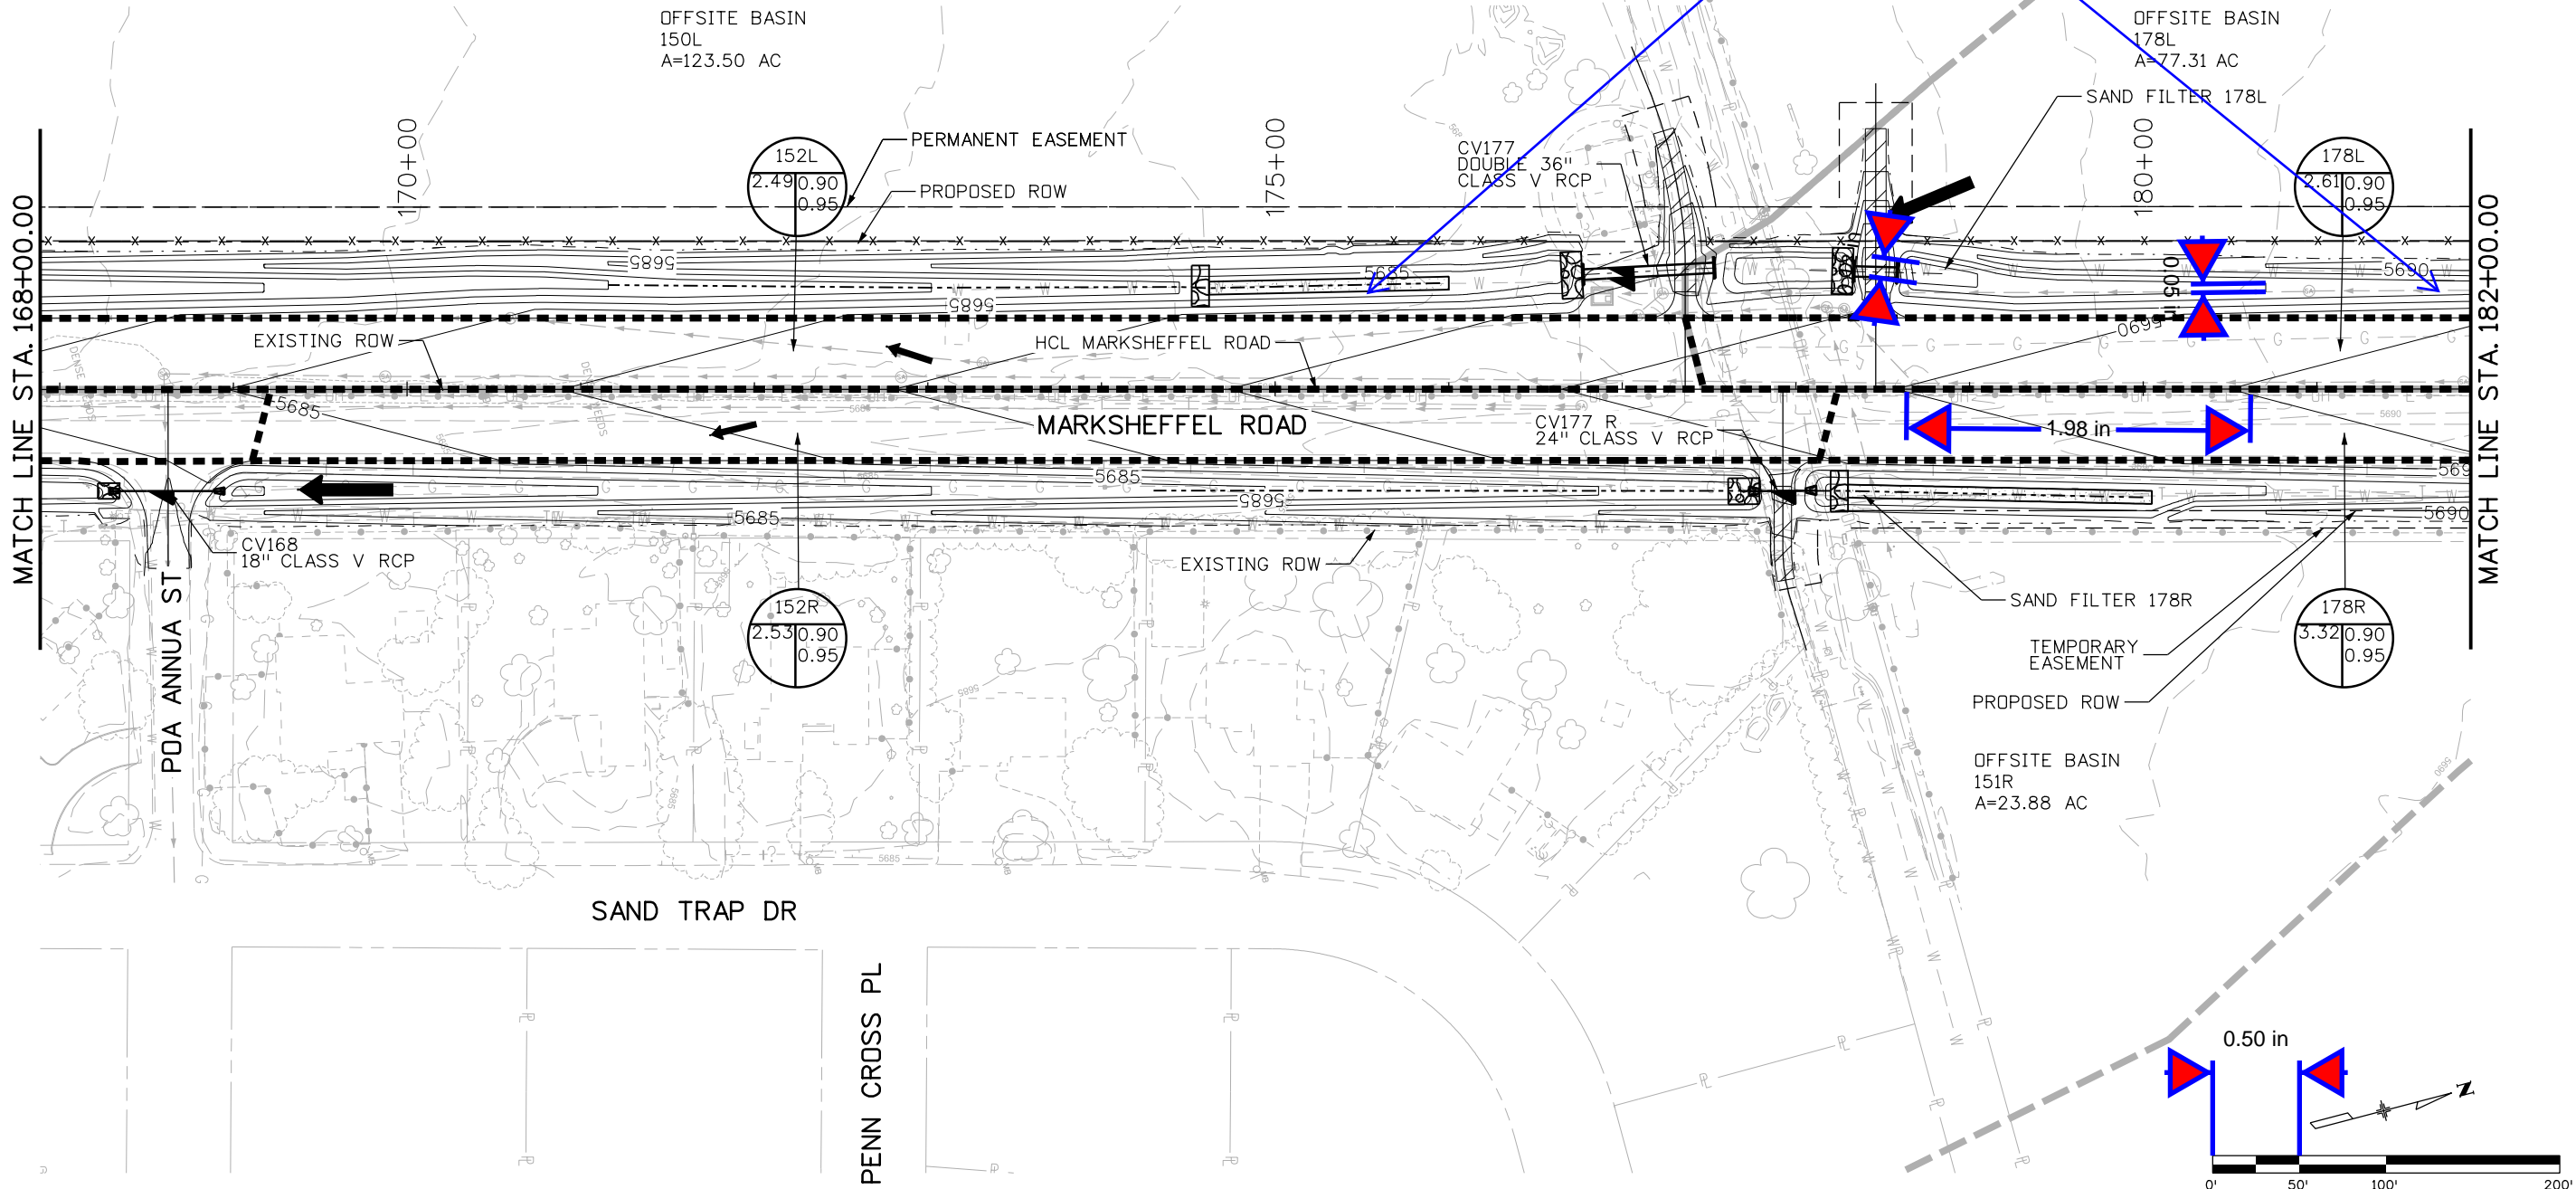 OFFSITE BASIN
150L
A=123.50 AC
OFFSITE BASIN
178L
A=77.31 AC
SAND FILTER 178L
PERMANENT EASEMENT
PROPOSED ROW
170+00
175+00
180+00
152L
2.49 0.90
0.95
CV177
DOUBLE 36"
CLASS V RCP
178L
2.61 0.90
0.95
MATCH LINE STA. 168+00.00
MATCH LINE STA. 182+00.00
5685
5685
5685
5690
0.05 in
5690
EXISTING ROW
HCL MARKSHEFFEL ROAD
5685
MARKSHEFFEL ROAD
CV177 R
24" CLASS V RCP
1.98 in
5690
5685
5685
5685
5690
CV168
18" CLASS V RCP
EXISTING ROW
POA ANNUA ST
152R
2.53 0.90
0.95
SAND FILTER 178R
TEMPORARY
EASEMENT
PROPOSED ROW
178R
3.32 0.90
0.95
OFFSITE BASIN
151R
A=23.88 AC
5685
5690
SAND TRAP DR
PENN CROSS PL
0.50 in
N
0' 50' 100' 200'